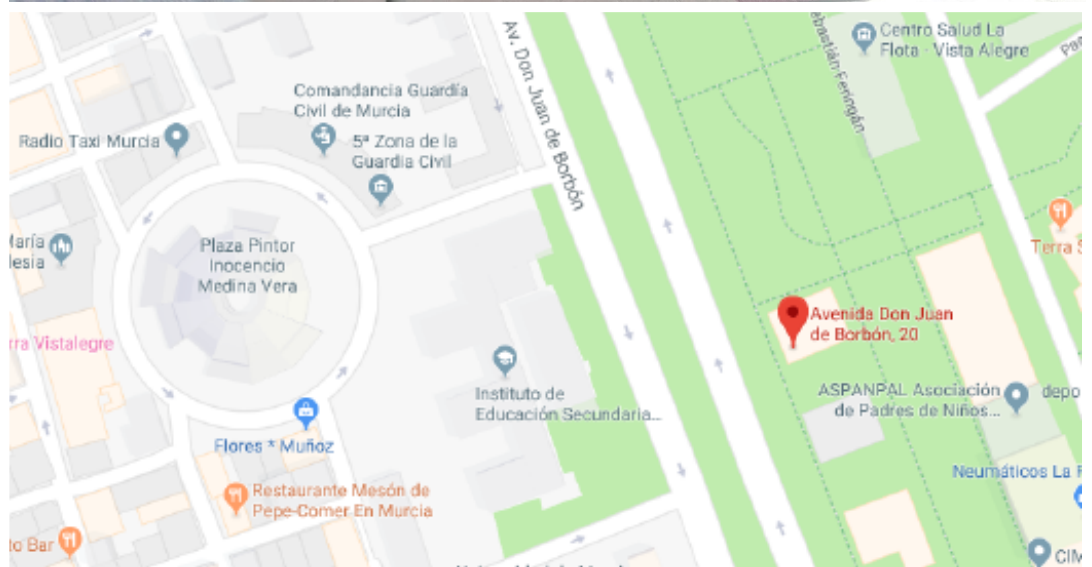 Av. Don Juan de Borbón
Sebastián Feringán
Centro Salud La
Flota - Vista Alegre
Comandancia Guardia
Civil de Murcia
Radio Taxi Murcia
5ª Zona de la
Guardia Civil
María
lesia
Plaza Pintor
Inocencio
Medina Vera
Terra S
Avenida Don Juan
de Borbón, 20
rra Vistalegre
Instituto de
Educación Secundaria...
ASPANPAL Asociación
de Padres de Niños...
depo
Flores * Muñoz
Neumáticos La F
Restaurante Mesón de
Pepe-Comer En Murcia
to Bar
CIM